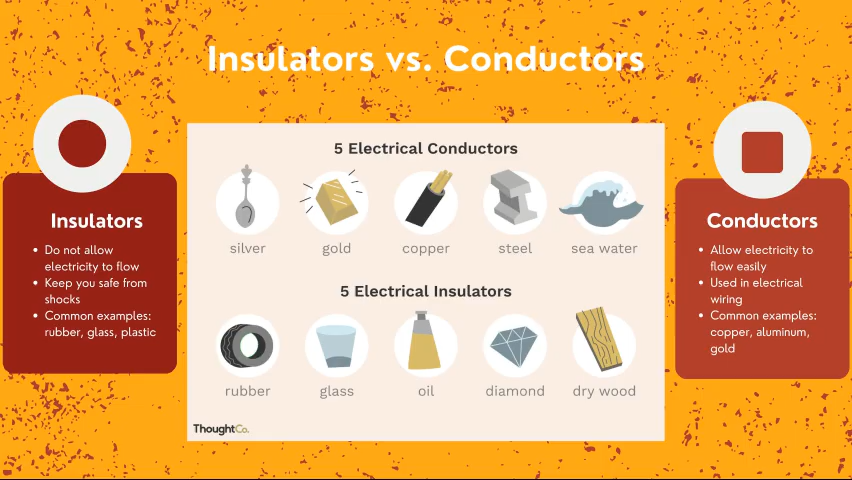 Insulators vs. Conductors
Insulators
• Do not allow
electricity to flow
• Keep you safe from
shocks
• Common examples:
rubber, glass, plastic
5 Electrical Conductors
silver gold copper steel sea water
5 Electrical Insulators
rubber glass oil diamond dry wood
ThoughtCo.
Conductors
• Allow electricity to
flow easily
• Used in electrical
wiring
• Common examples:
copper, aluminum,
gold